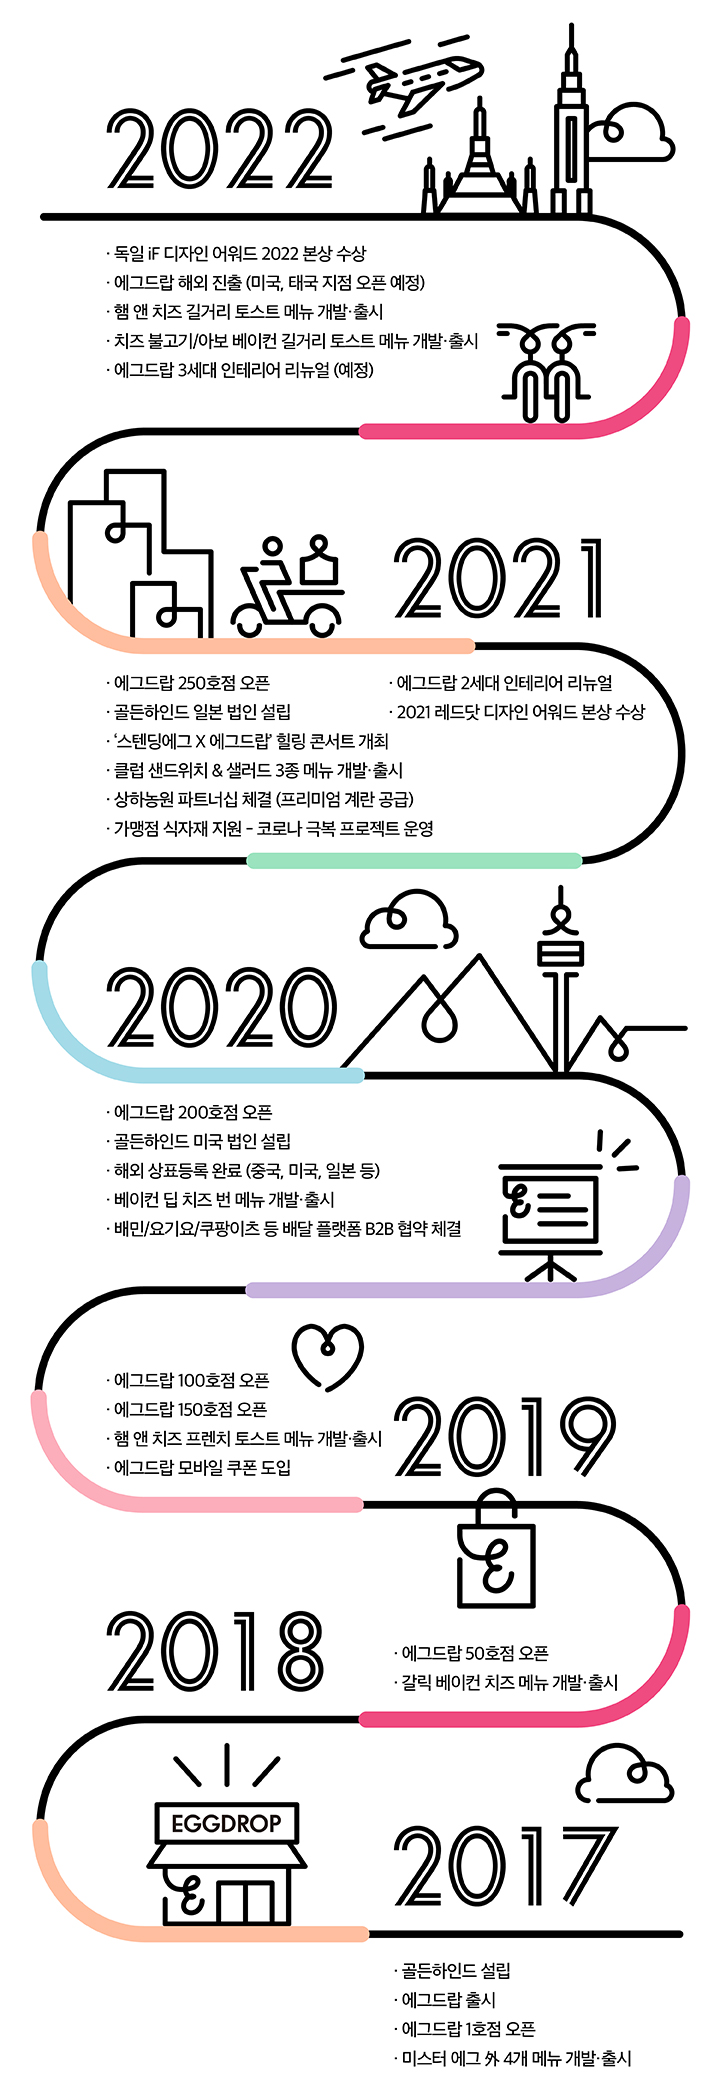 2022
· 독일 iF 디자인 어워드 2022 본상 수상
· 에그드랍 해외 진출 (미국, 태국 지점 오픈 예정)
· 햄 앤 치즈 길거리 토스트 메뉴 개발·출시
· 치즈 불고기/아보 베이컨 길거리 토스트 메뉴 개발·출시
· 에그드랍 3세대 인테리어 리뉴얼 (예정)
2021
· 에그드랍 250호점 오픈
· 골든하인드 일본 법인 설립
· ‘스텐딩에그 X 에그드랍’ 힐링 콘서트 개최
· 클럽 샌드위치 & 샐러드 3종 메뉴 개발·출시
· 상하농원 파트너십 체결 (프리미엄 계란 공급)
· 가맹점 식자재 지원 - 코로나 극복 프로젝트 운영
· 에그드랍 2세대 인테리어 리뉴얼
· 2021 레드닷 디자인 어워드 본상 수상
2020
· 에그드랍 200호점 오픈
· 골든하인드 미국 법인 설립
· 해외 상표등록 완료 (중국, 미국, 일본 등)
· 베이컨 딥 치즈 번 메뉴 개발·출시
· 배민/요기요/쿠팡이츠 등 배달 플랫폼 B2B 협약 체결
2019
· 에그드랍 100호점 오픈
· 에그드랍 150호점 오픈
· 햄 앤 치즈 프렌치 토스트 메뉴 개발·출시
· 에그드랍 모바일 쿠폰 도입
2018
· 에그드랍 50호점 오픈
· 갈릭 베이컨 치즈 메뉴 개발·출시
EGGDROP
2017
· 골든하인드 설립
· 에그드랍 출시
· 에그드랍 1호점 오픈
· 미스터 에그 外 4개 메뉴 개발·출시